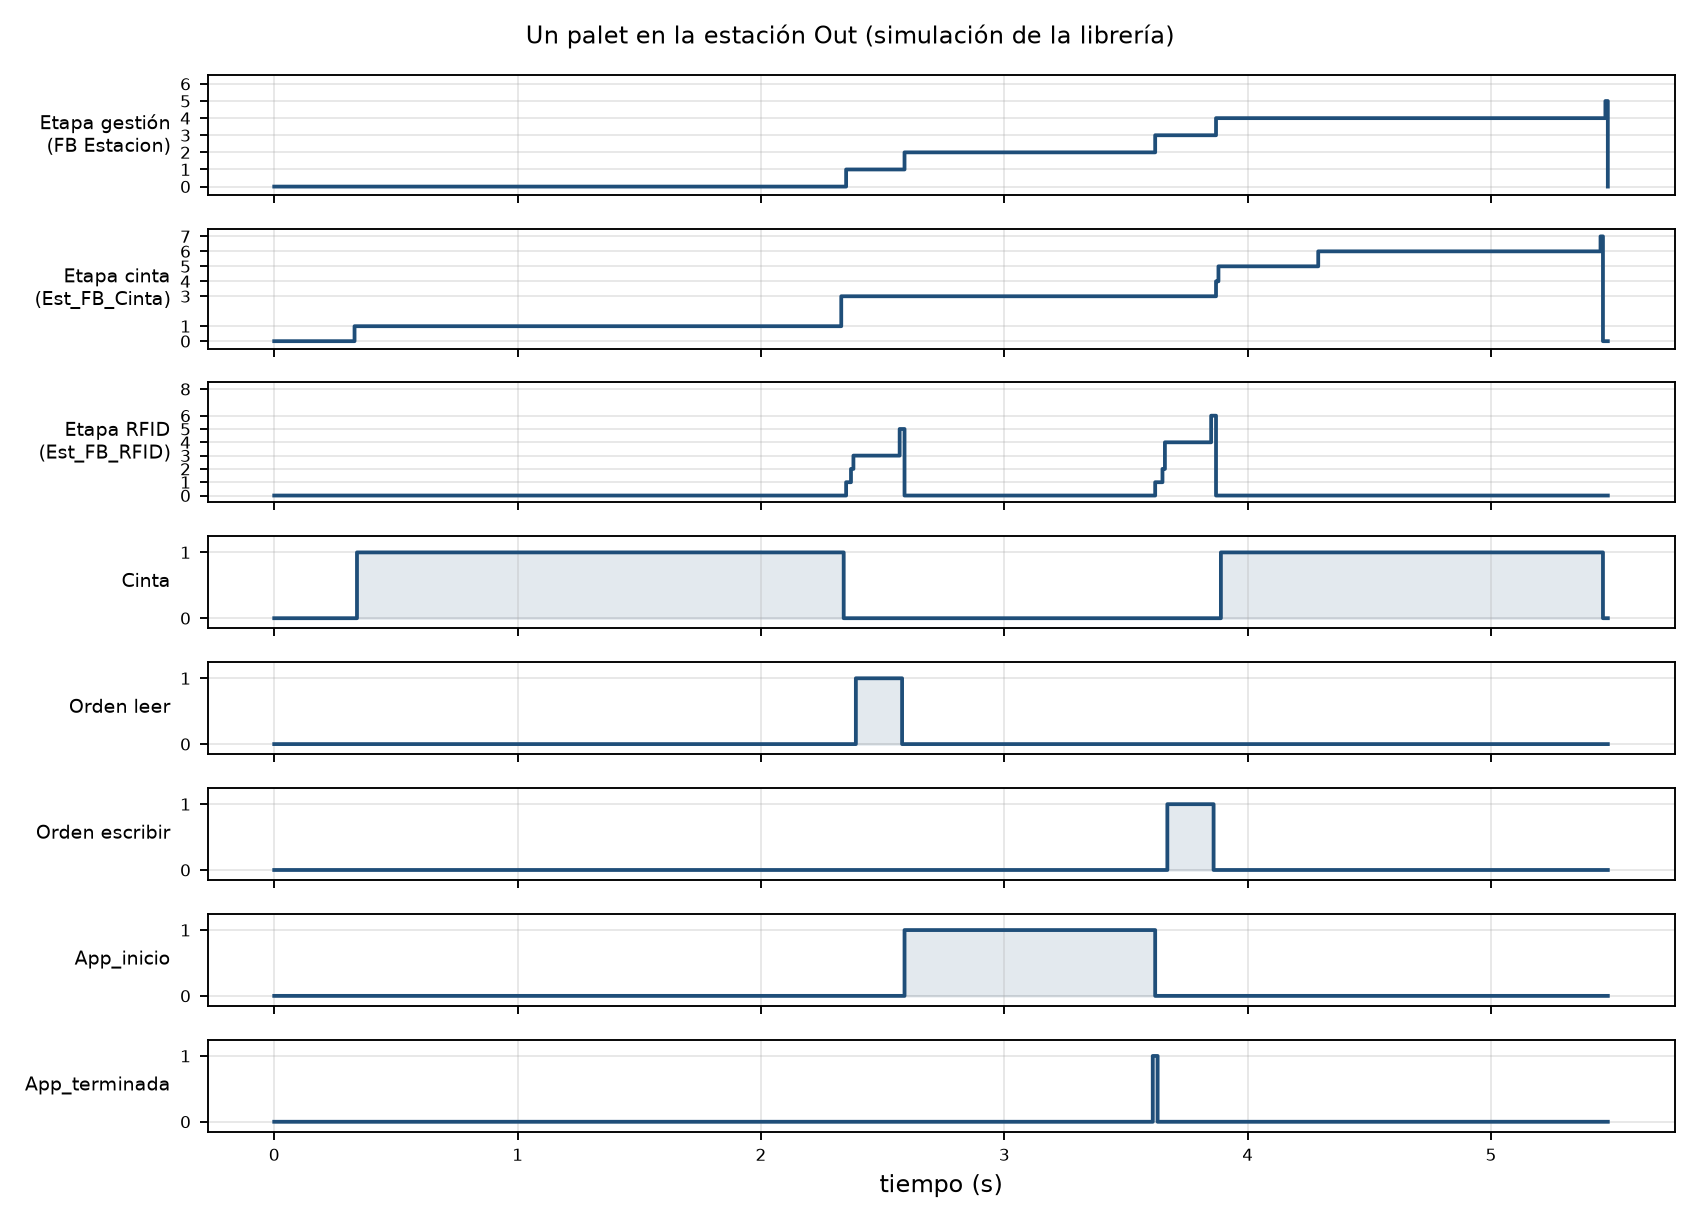 Un palet en la estación Out (simulación de la librería)
Etapa gestión
(FB Estacion)
6
5
4
3
2
1
0
Etapa cinta
(Est_FB_Cinta)
7
6
5
4
3
1
0
Etapa RFID
(Est_FB_RFID)
8
6
5
4
3
2
1
0
Cinta
1
0
Orden leer
1
0
Orden escribir
1
0
App_inicio
1
0
App_terminada
1
0
0 1 2 3 4 5
tiempo (s)